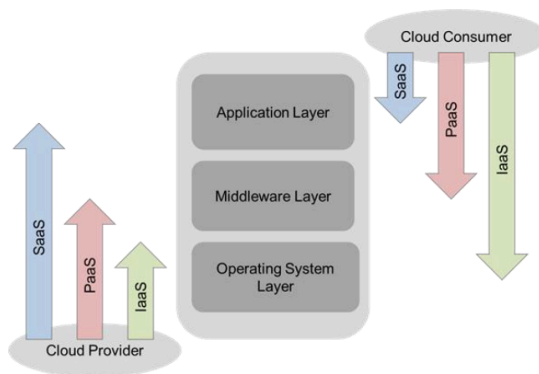 Cloud Consumer
SaaS
PaaS
IaaS
Application Layer
Middleware Layer
Operating System
Layer
SaaS
PaaS
IaaS
Cloud Provider